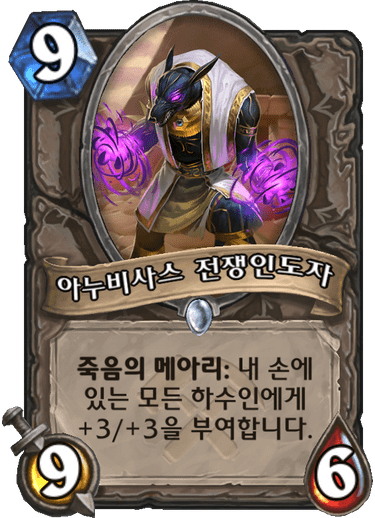 9
아누비사스 전쟁인도자
죽음의 메아리: 내 손에
있는 모든 하수인에게
+3/+3을 부여합니다.
9
6